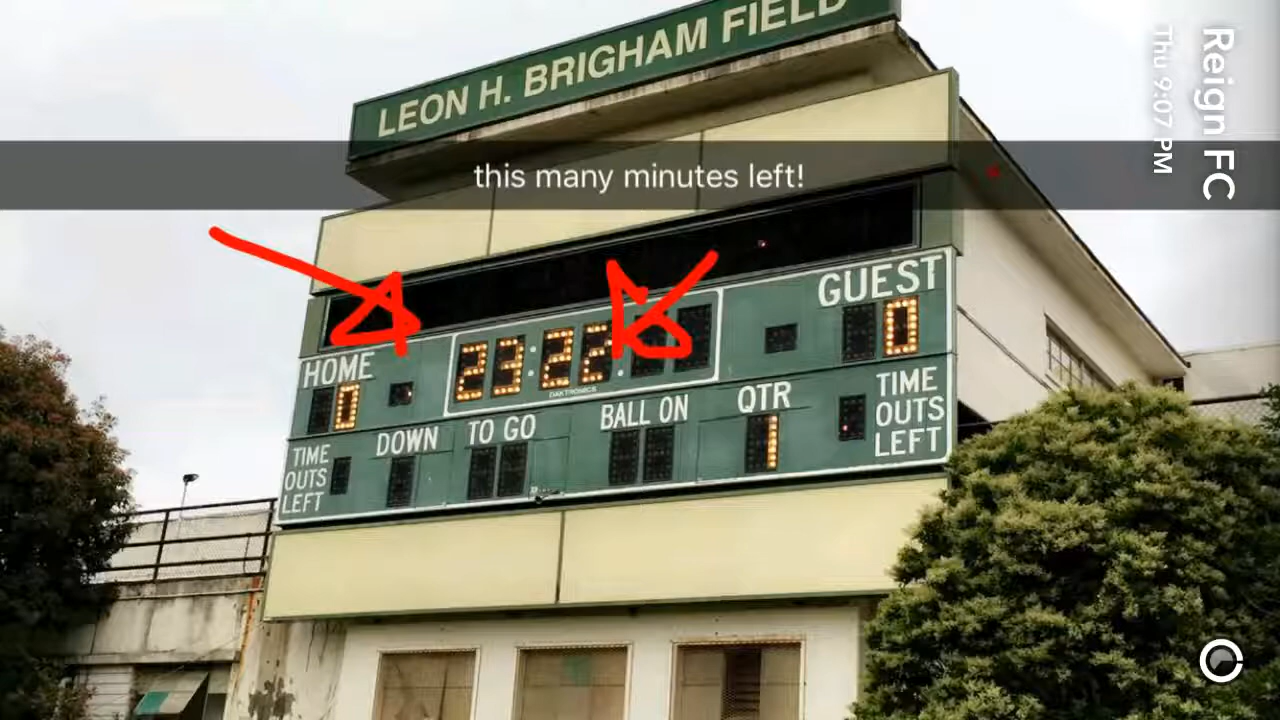 LEON H. BRIGHAM FIELD
Reign FC
Thu 9:07 PM
this many minutes left!
HOME
0
23:22.
DAKTRONICS
GUEST
0
TIME
OUTS
LEFT
DOWN
TO GO
BALL ON
QTR
1
TIME
OUTS
LEFT